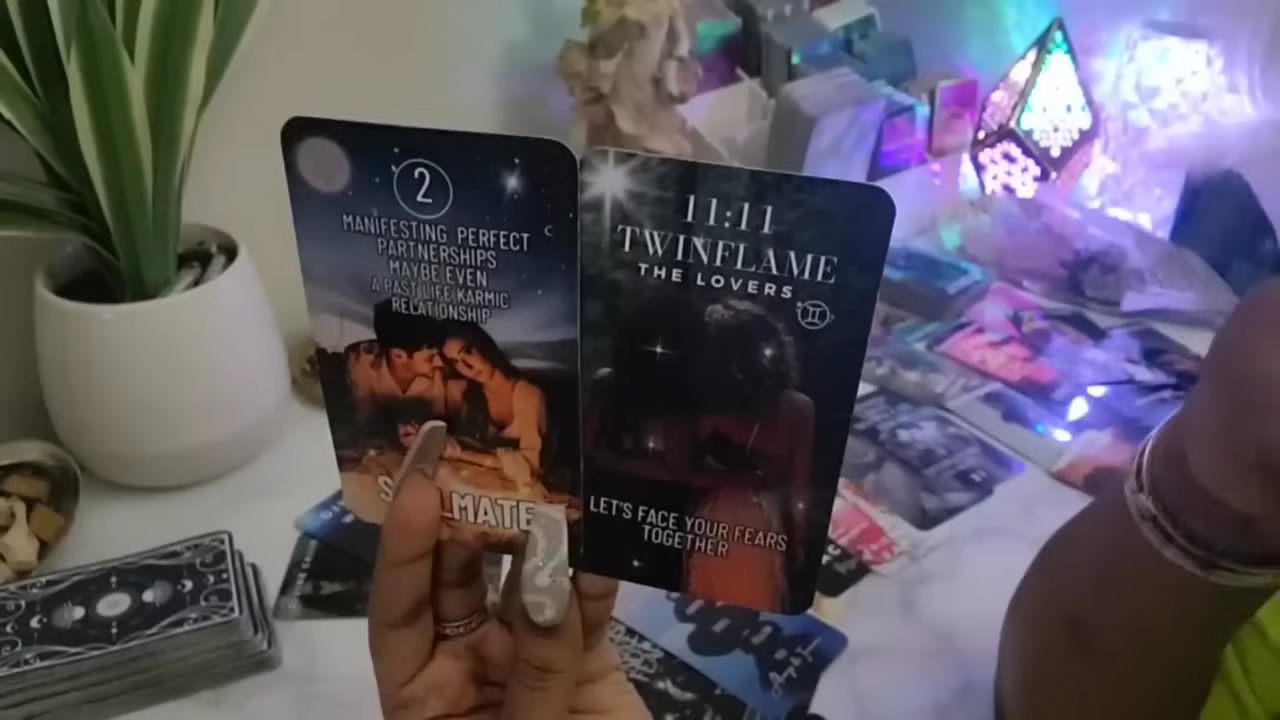 2
MANIFESTING PERFECT
PARTNERSHIPS
MAYBE EVEN
A PAST LIFE KARMIC
RELATIONSHIP
11:11
TWINFLAME
THE LOVERS
LET'S FACE YOUR FEARS
TOGETHER